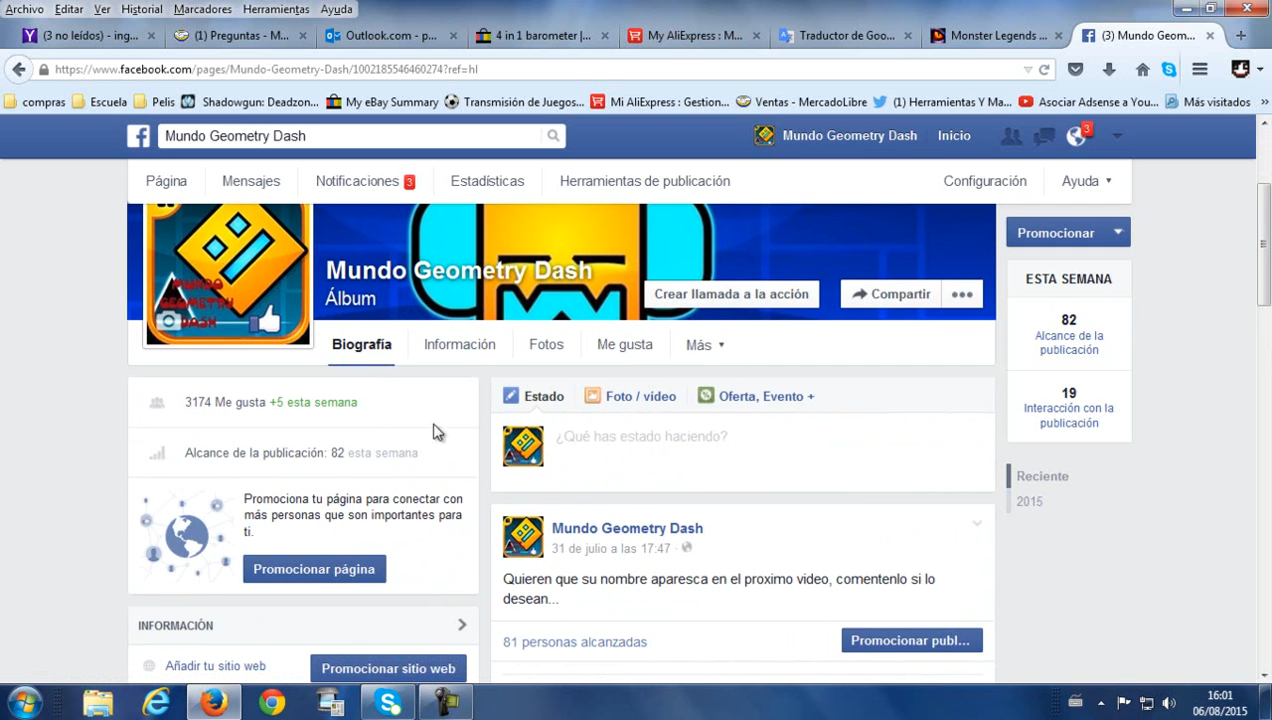 Archivo Editar Ver Historial Marcadores Herramientas Ayuda
(3 no leídos) - ing... (1) Preguntas - M... Outlook.com - p... 4 in 1 barometer |... My AliExpress : M... Traductor de Goo... Monster Legends ... (3) Mundo Geom...
https://www.facebook.com/pages/Mundo-Geometry-Dash/1002185546460274?ref=hl
compras Escuela Pelis Shadowgun: Deadzon... My eBay Summary Transmisión de Juegos... Mi AliExpress : Gestion... Ventas - MercadoLibre (1) Herramientas Y Ma... Asociar Adsense a You... Más visitados
Mundo Geometry Dash Mundo Geometry Dash Inicio 3
Página Mensajes Notificaciones 3 Estadísticas Herramientas de publicación Configuración Ayuda
MUNDO
GEOMETRY
DASH
Mundo Geometry Dash
Álbum
Crear llamada a la acción Compartir
Biografía Información Fotos Me gusta Más
Promocionar
ESTA SEMANA
82
Alcance de la
publicación
19
Interacción con la
publicación
Reciente
2015
3174 Me gusta +5 esta semana
Alcance de la publicación: 82 esta semana
Promociona tu página para conectar con
más personas que son importantes para
ti.
Promocionar página
INFORMACIÓN
Añadir tu sitio web Promocionar sitio web
Estado Foto / vídeo Oferta, Evento +
¿Qué has estado haciendo?
Mundo Geometry Dash
31 de julio a las 17:47 ·
Quieren que su nombre aparesca en el proximo video, comentenlo si lo
desean...
81 personas alcanzadas Promocionar publ...
16:01
06/08/2015